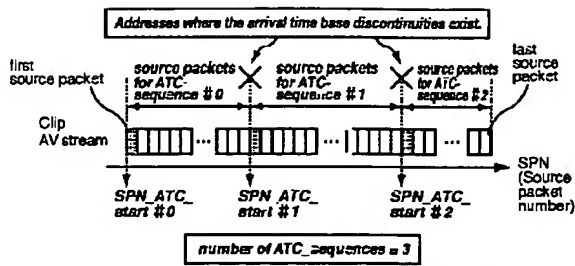 Addresses where the arrival time base discontinuities exist.
first
source packet
source packets
for ATC-
sequence #0
source packets
for ATC-
sequence #1
source packets
for ATC-
sequence #2
last
source
packet
Clip
AV stream
...
...
...
SPN
(Source
packet
number)
SPN_ATC_
start #0
SPN_ATC_
start #1
SPN_ATC_
start #2
number of ATC_sequences = 3